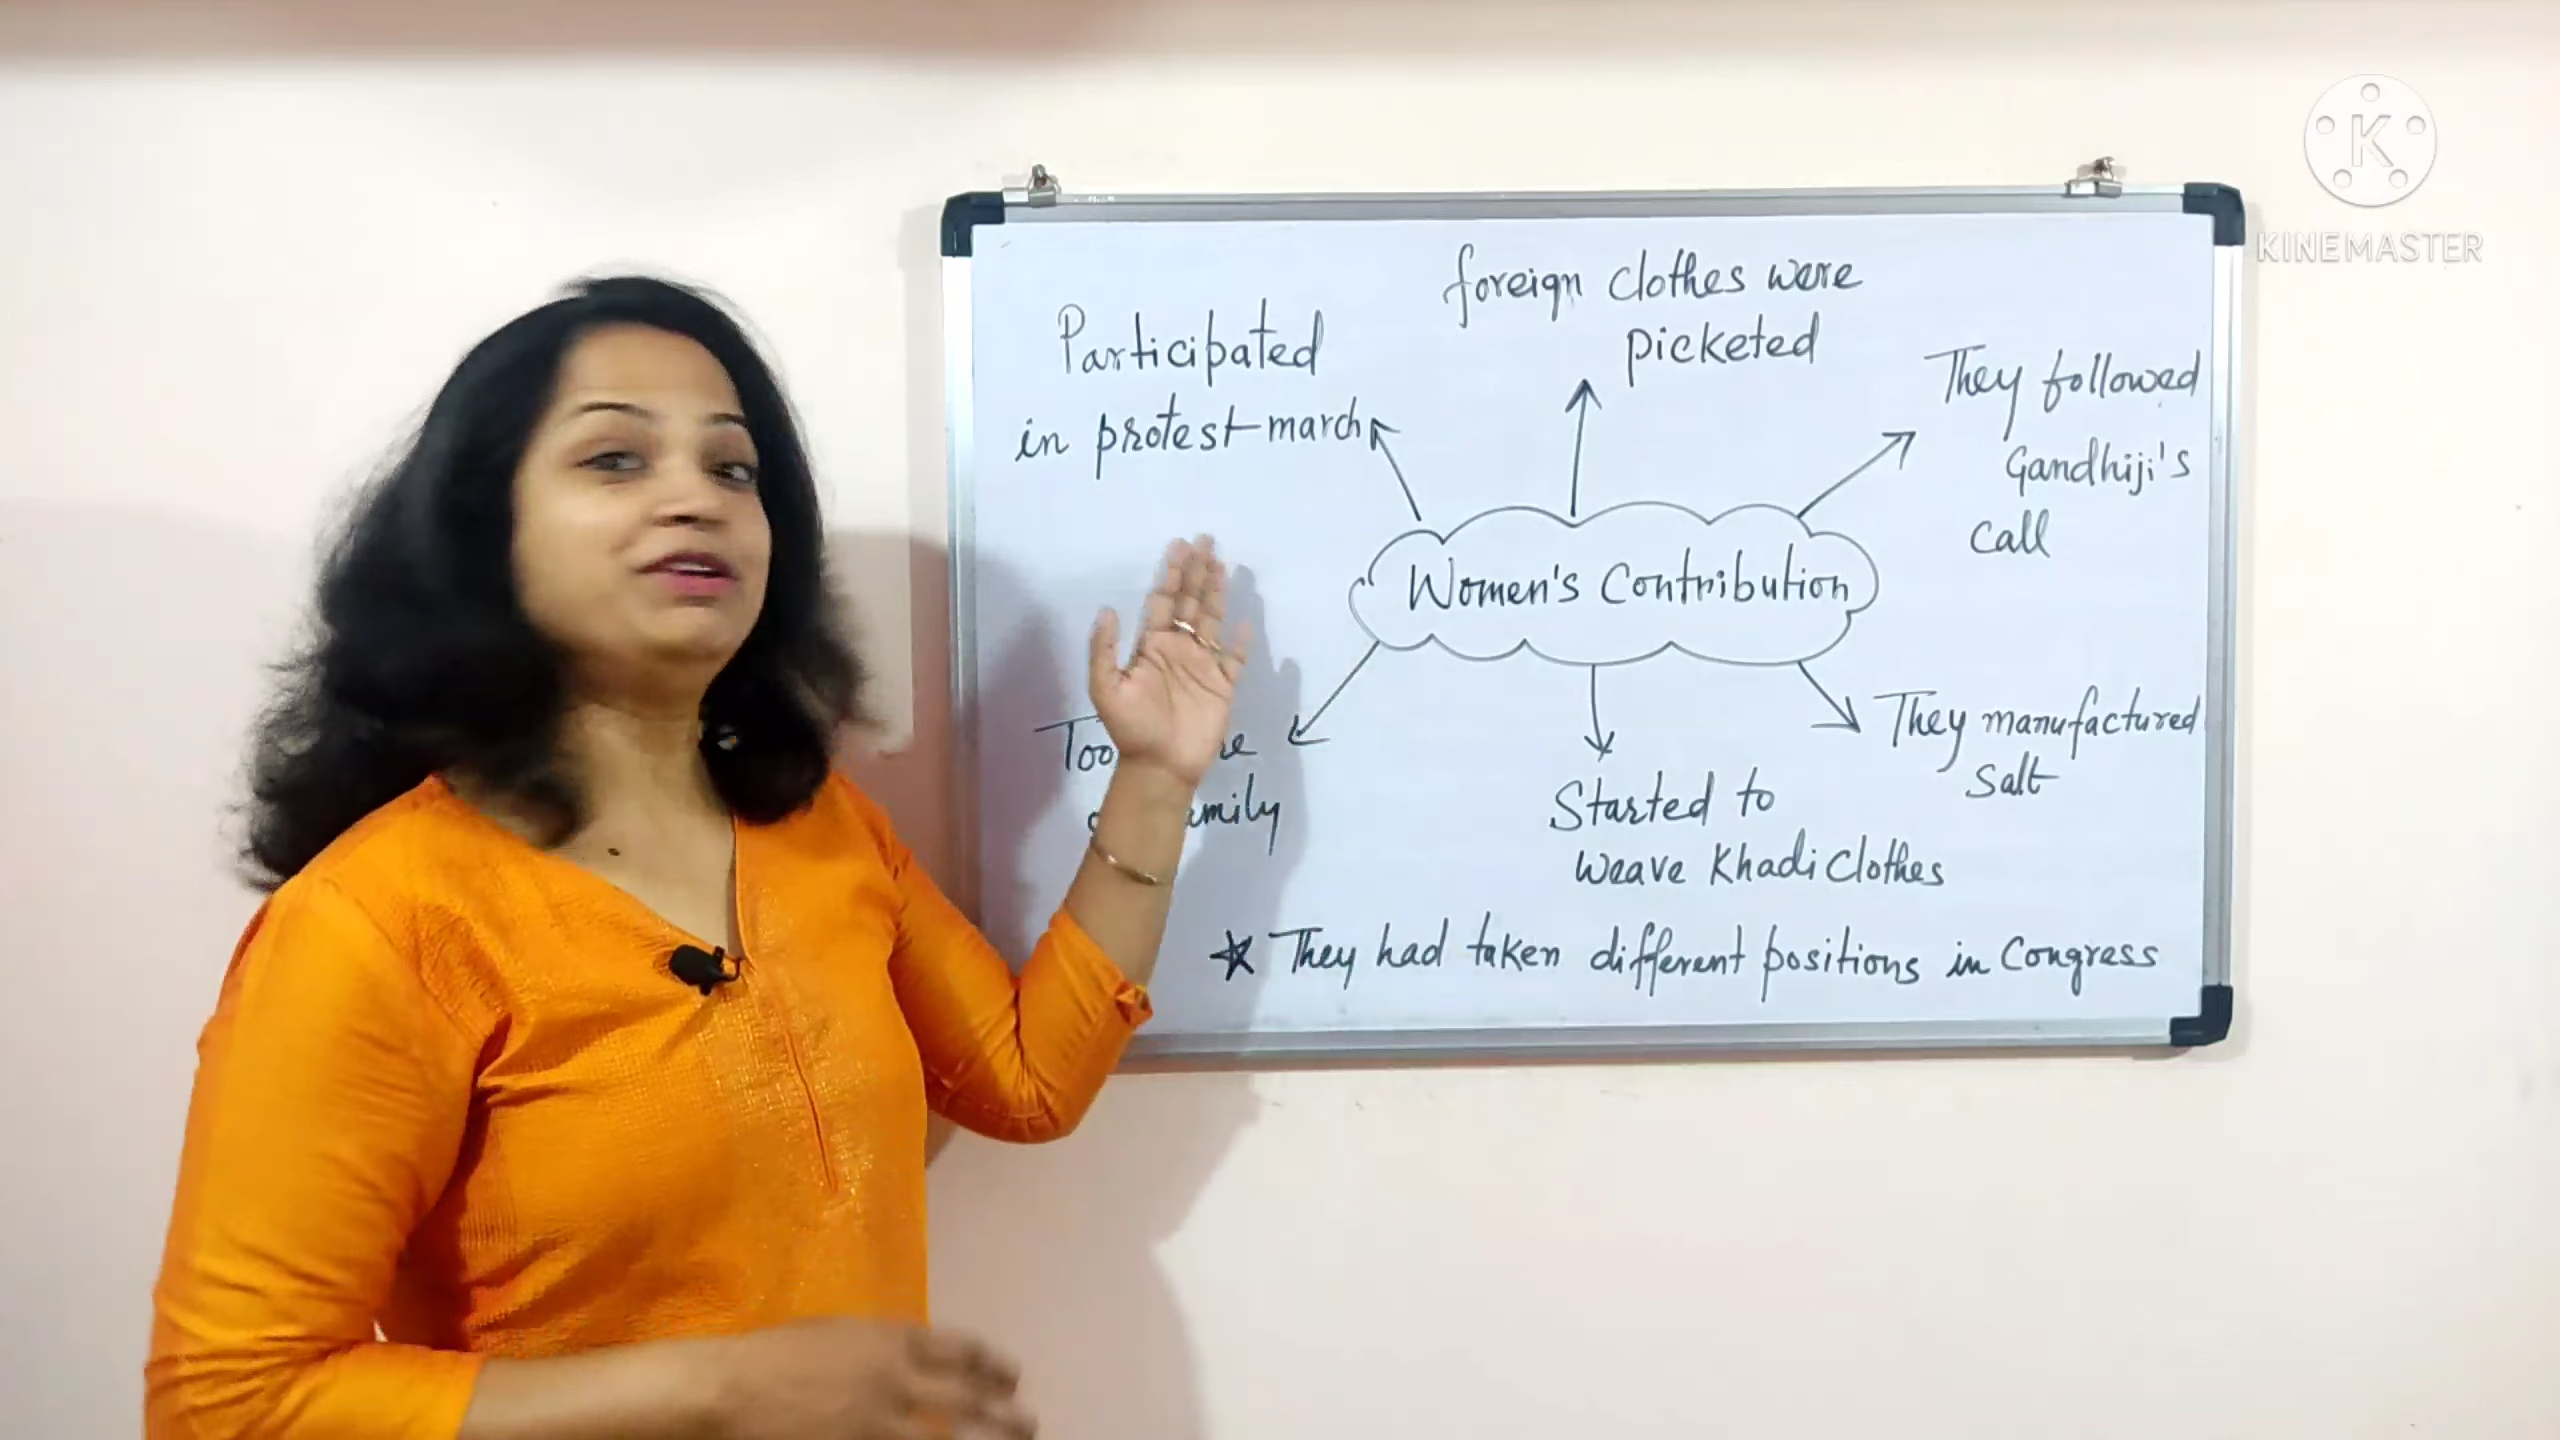 Participated
in protest-march
foreign clothes were
picketed
They followed
Gandhiji's
call
Women's Contribution
They manufactured
Salt
Started to
weave Khadi Clothes
★ They had taken different positions in Congress
K
KINEMASTER